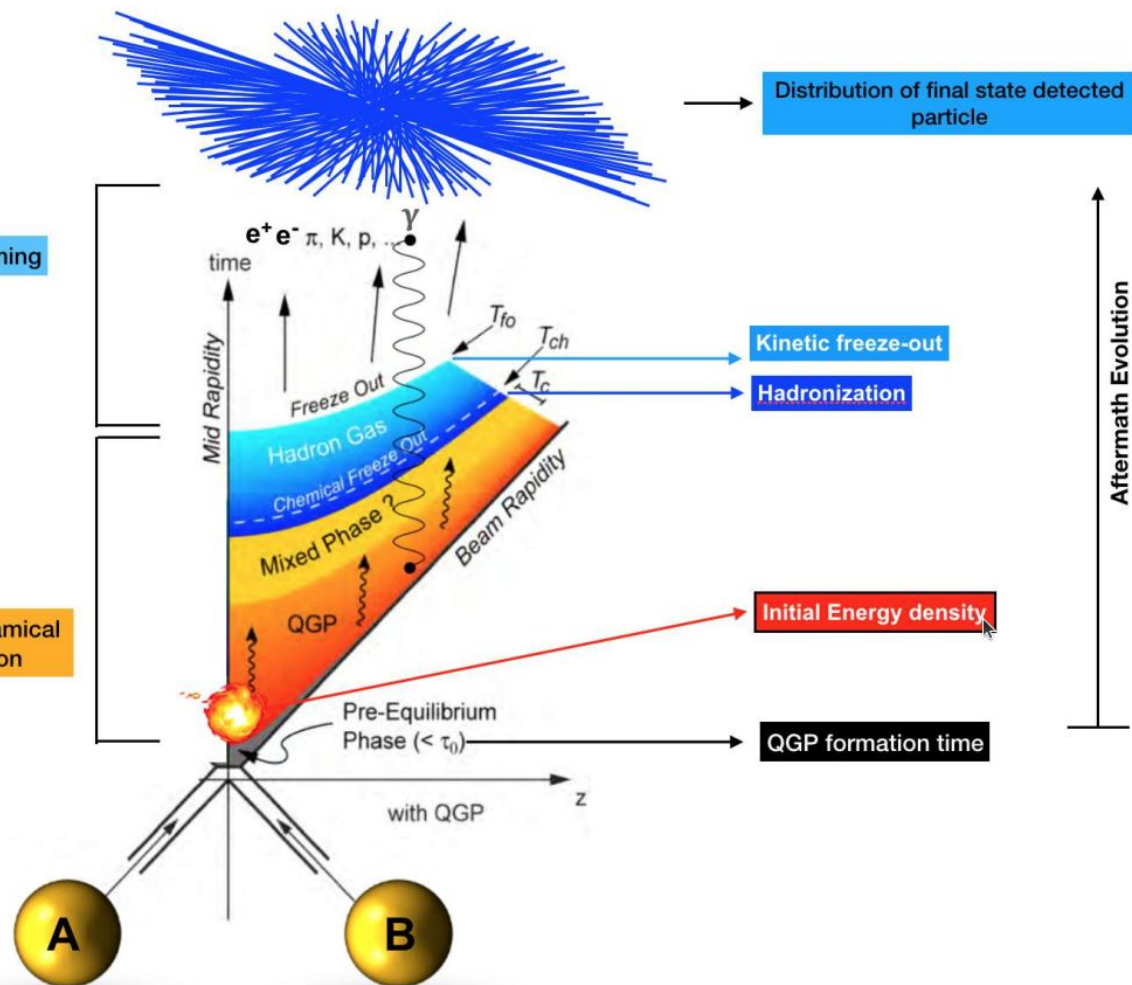 Distribution of final state detected
particle
γ
e⁺ e⁻ π, K, p, ...
ming
time
Mid Rapidity
T_fo
T_ch
T_c
Kinetic freeze-out
Hadronization
Freeze Out
Hadron Gas
Chemical Freeze Out
Mixed Phase ?
Beam Rapidity
QGP
Aftermath Evolution
Initial Energy density
amical
on
Pre-Equilibrium
Phase (< τ₀)
QGP formation time
z
with QGP
A
B